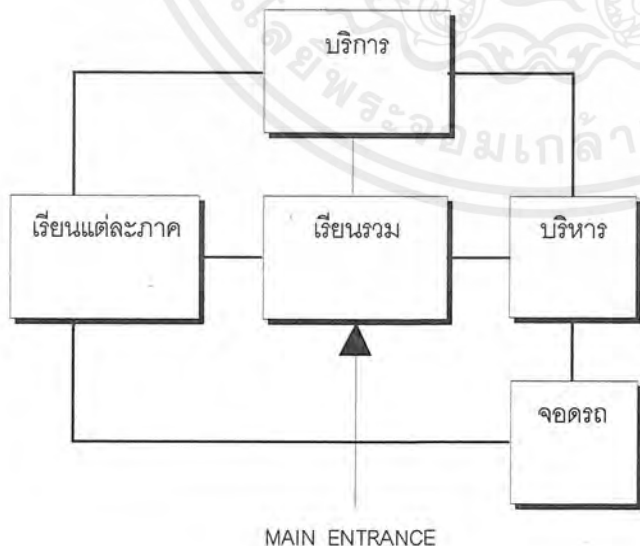 บริการ
เรียนแต่ละภาค
เรียนรวม
บริหาร
จอดรถ
MAIN ENTRANCE